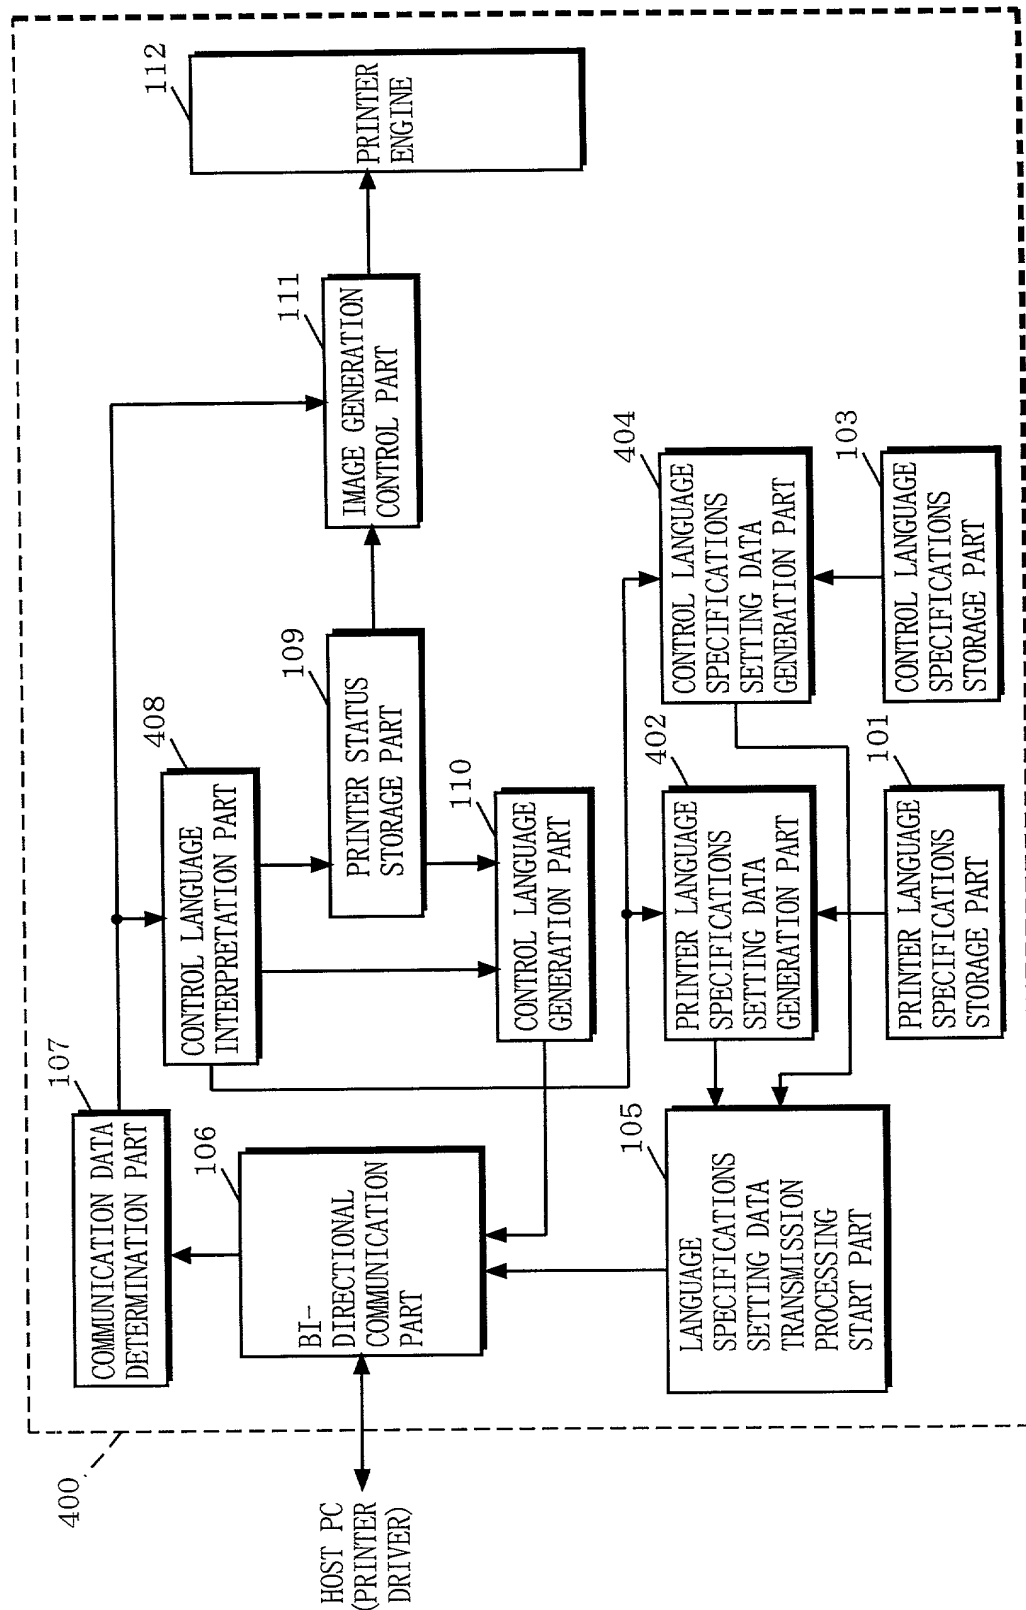 400
HOST PC
(PRINTER
DRIVER)
107
COMMUNICATION DATA
DETERMINATION PART
106
BI-
DIRECTIONAL
COMMUNICATION
PART
105
LANGUAGE
SPECIFICATIONS
SETTING DATA
TRANSMISSION
PROCESSING
START PART
408
CONTROL LANGUAGE
INTERPRETATION PART
109
PRINTER STATUS
STORAGE PART
110
CONTROL LANGUAGE
GENERATION PART
402
PRINTER LANGUAGE
SPECIFICATIONS
SETTING DATA
GENERATION PART
101
PRINTER LANGUAGE
SPECIFICATIONS
STORAGE PART
404
CONTROL LANGUAGE
SPECIFICATIONS
SETTING DATA
GENERATION PART
103
CONTROL LANGUAGE
SPECIFICATIONS
STORAGE PART
111
IMAGE GENERATION
CONTROL PART
112
PRINTER
ENGINE